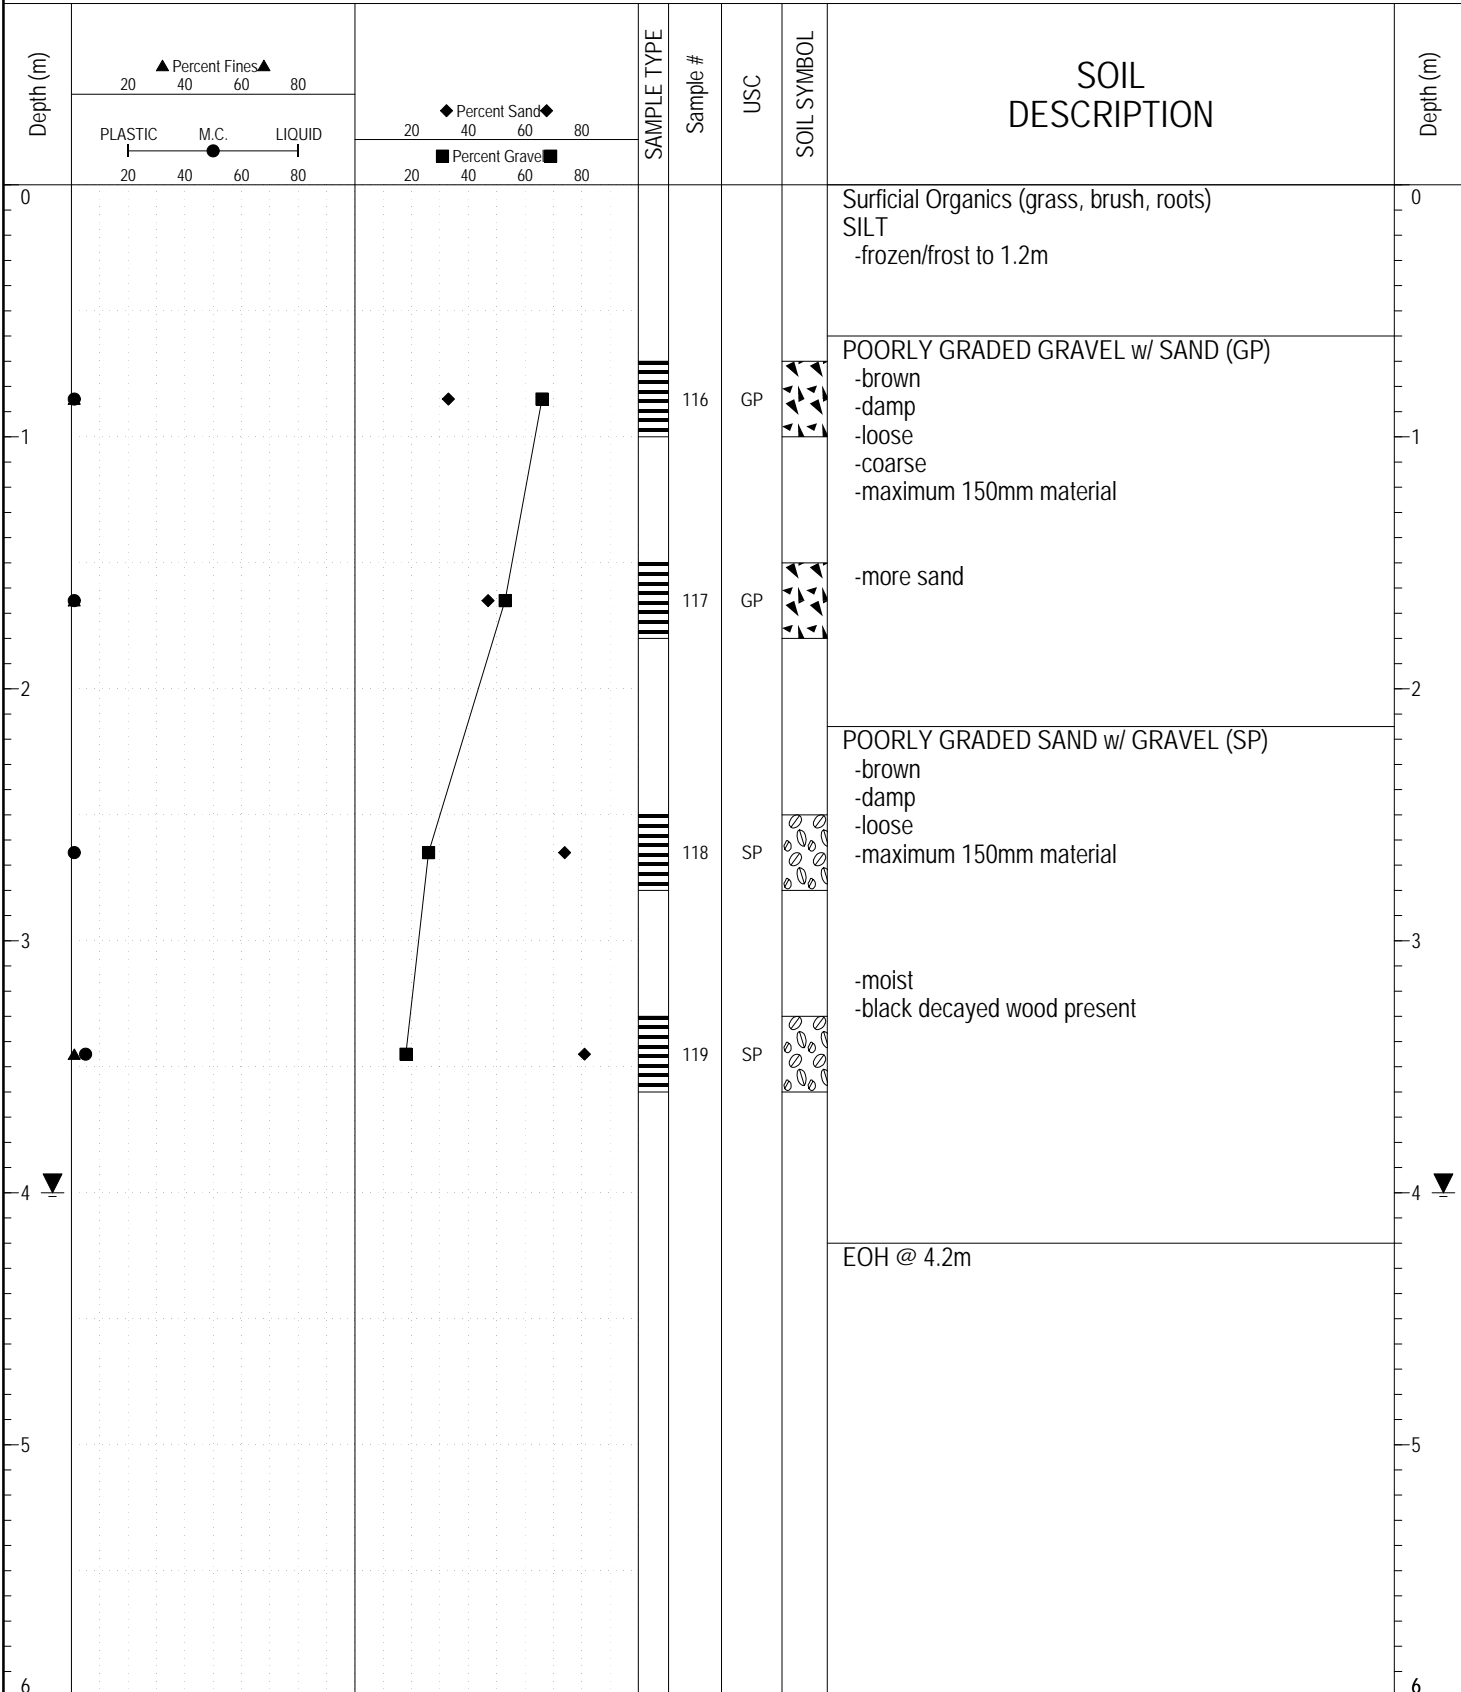 Depth (m)
Percent Fines
20 40 60 80
PLASTIC M.C. LIQUID
20 40 60 80
Percent Sand
20 40 60 80
Percent Gravel
20 40 60 80
SAMPLE TYPE
Sample #
USC
SOIL SYMBOL
SOIL
DESCRIPTION
Depth (m)
0 0
Surficial Organics (grass, brush, roots)
SILT
-frozen/frost to 1.2m
POORLY GRADED GRAVEL w/ SAND (GP)
-brown
116 GP
-damp
-loose
1 1
-coarse
-maximum 150mm material
-more sand
117 GP
2 2
POORLY GRADED SAND w/ GRAVEL (SP)
-brown
-damp
-loose
118 SP
-maximum 150mm material
3 3
-moist
-black decayed wood present
119 SP
4 4
EOH @ 4.2m
5 5
6 6